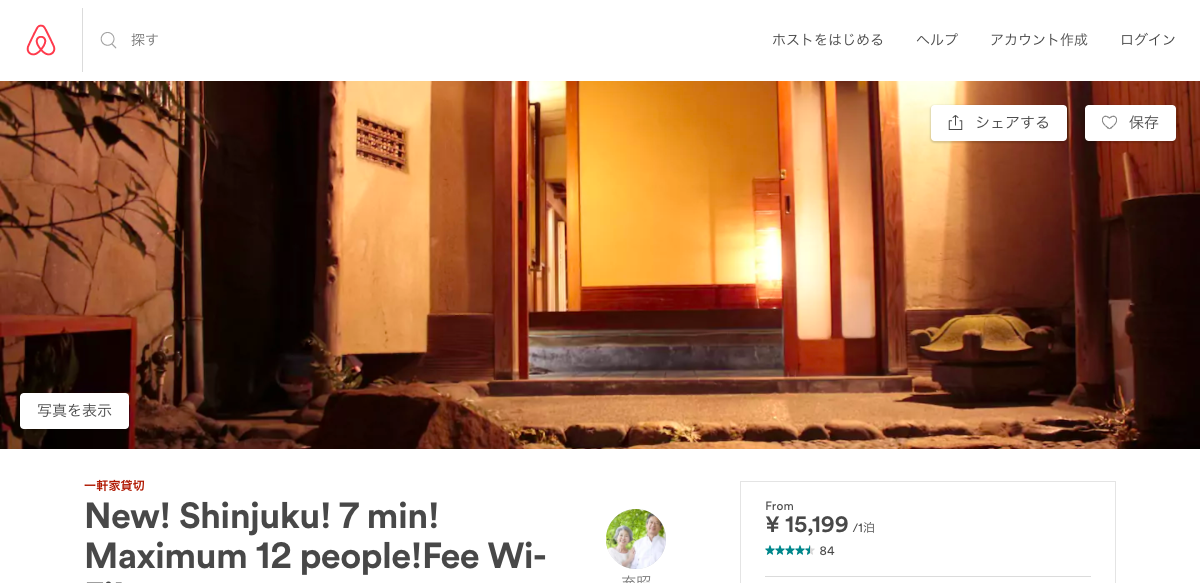 探す
ホストをはじめる
ヘルプ
アカウント作成
ログイン
シェアする
保存
写真を表示
一軒家貸切
New! Shinjuku! 7 min!
Maximum 12 people!Fee Wi-
From
¥ 15,199 /1泊
84